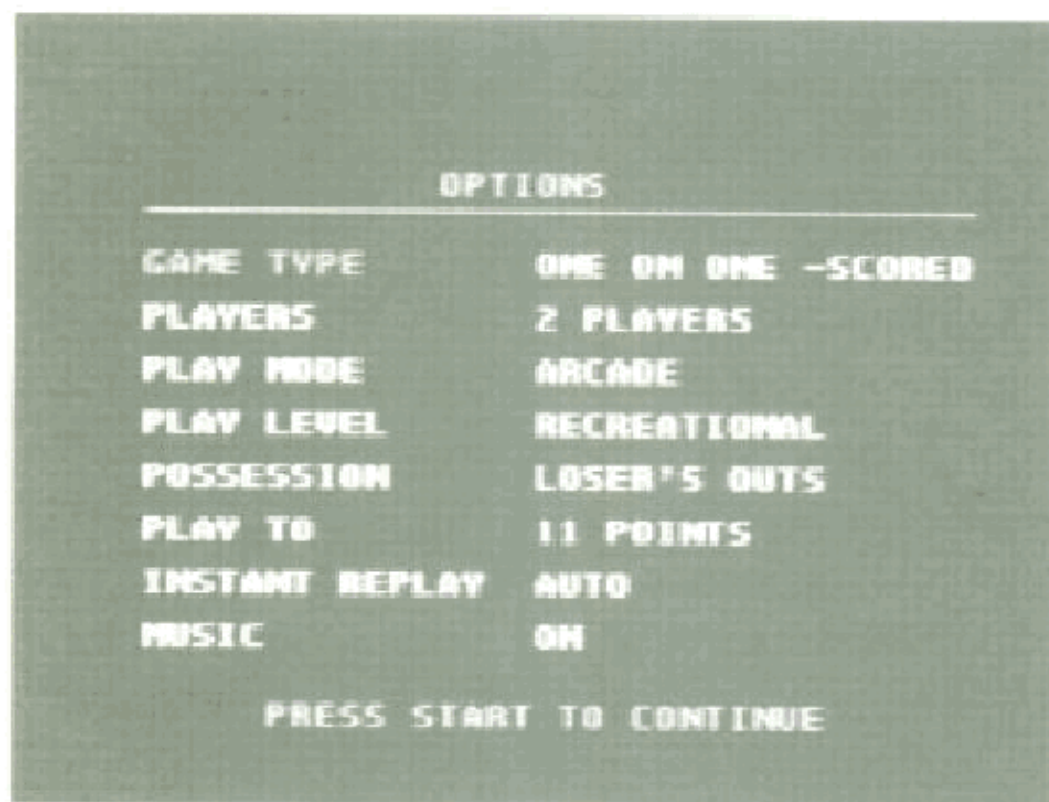 OPTIONS
GAME TYPE ONE ON ONE -SCORED
PLAYERS 2 PLAYERS
PLAY MODE ARCADE
PLAY LEVEL RECREATIONAL
POSSESSION LOSER'S OUTS
PLAY TO 11 POINTS
INSTANT REPLAY AUTO
MUSIC ON
PRESS START TO CONTINUE